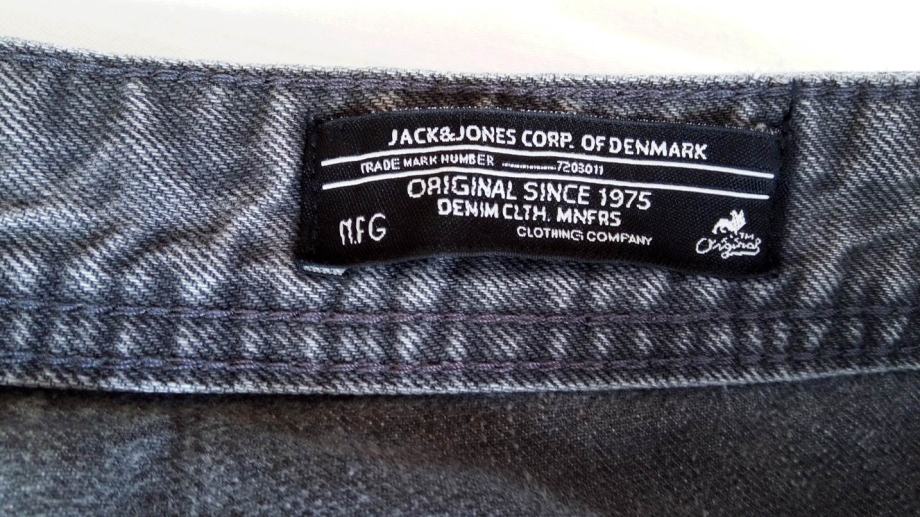 JACK&JONES CORP. OF DENMARK
TRADE MARK NUMBER 7203011
ORIGINAL SINCE 1975
DENIM CLTH. MNFRS
M.FG
CLOTHING COMPANY
TM
Original